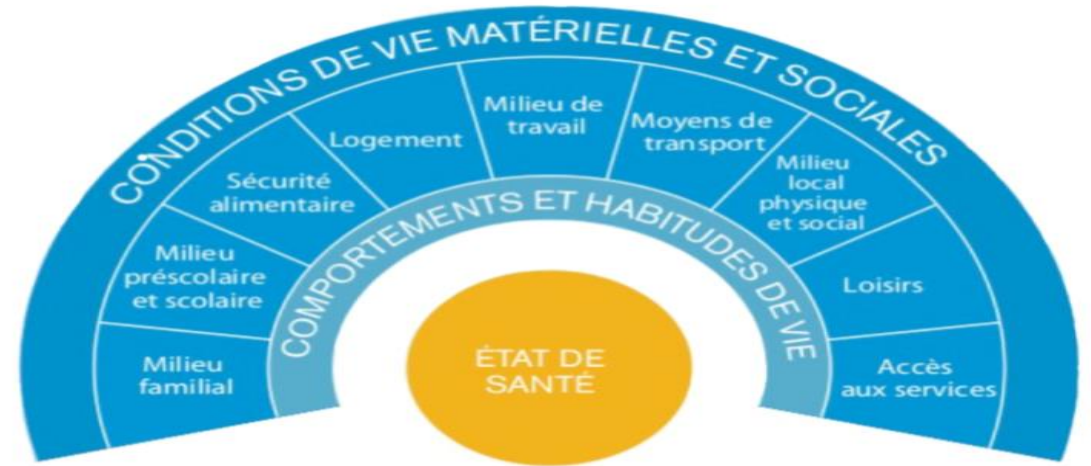 CONDITIONS DE VIE MATÉRIELLES ET SOCIALES
Milieu
familial
Milieu
préscolaire
et scolaire
Sécurité
alimentaire
Logement
Milieu de
travail
Moyens de
transport
Milieu
local
physique
et social
Loisirs
Accès
aux services
COMPORTEMENTS ET HABITUDES DE VIE
ÉTAT DE
SANTÉ